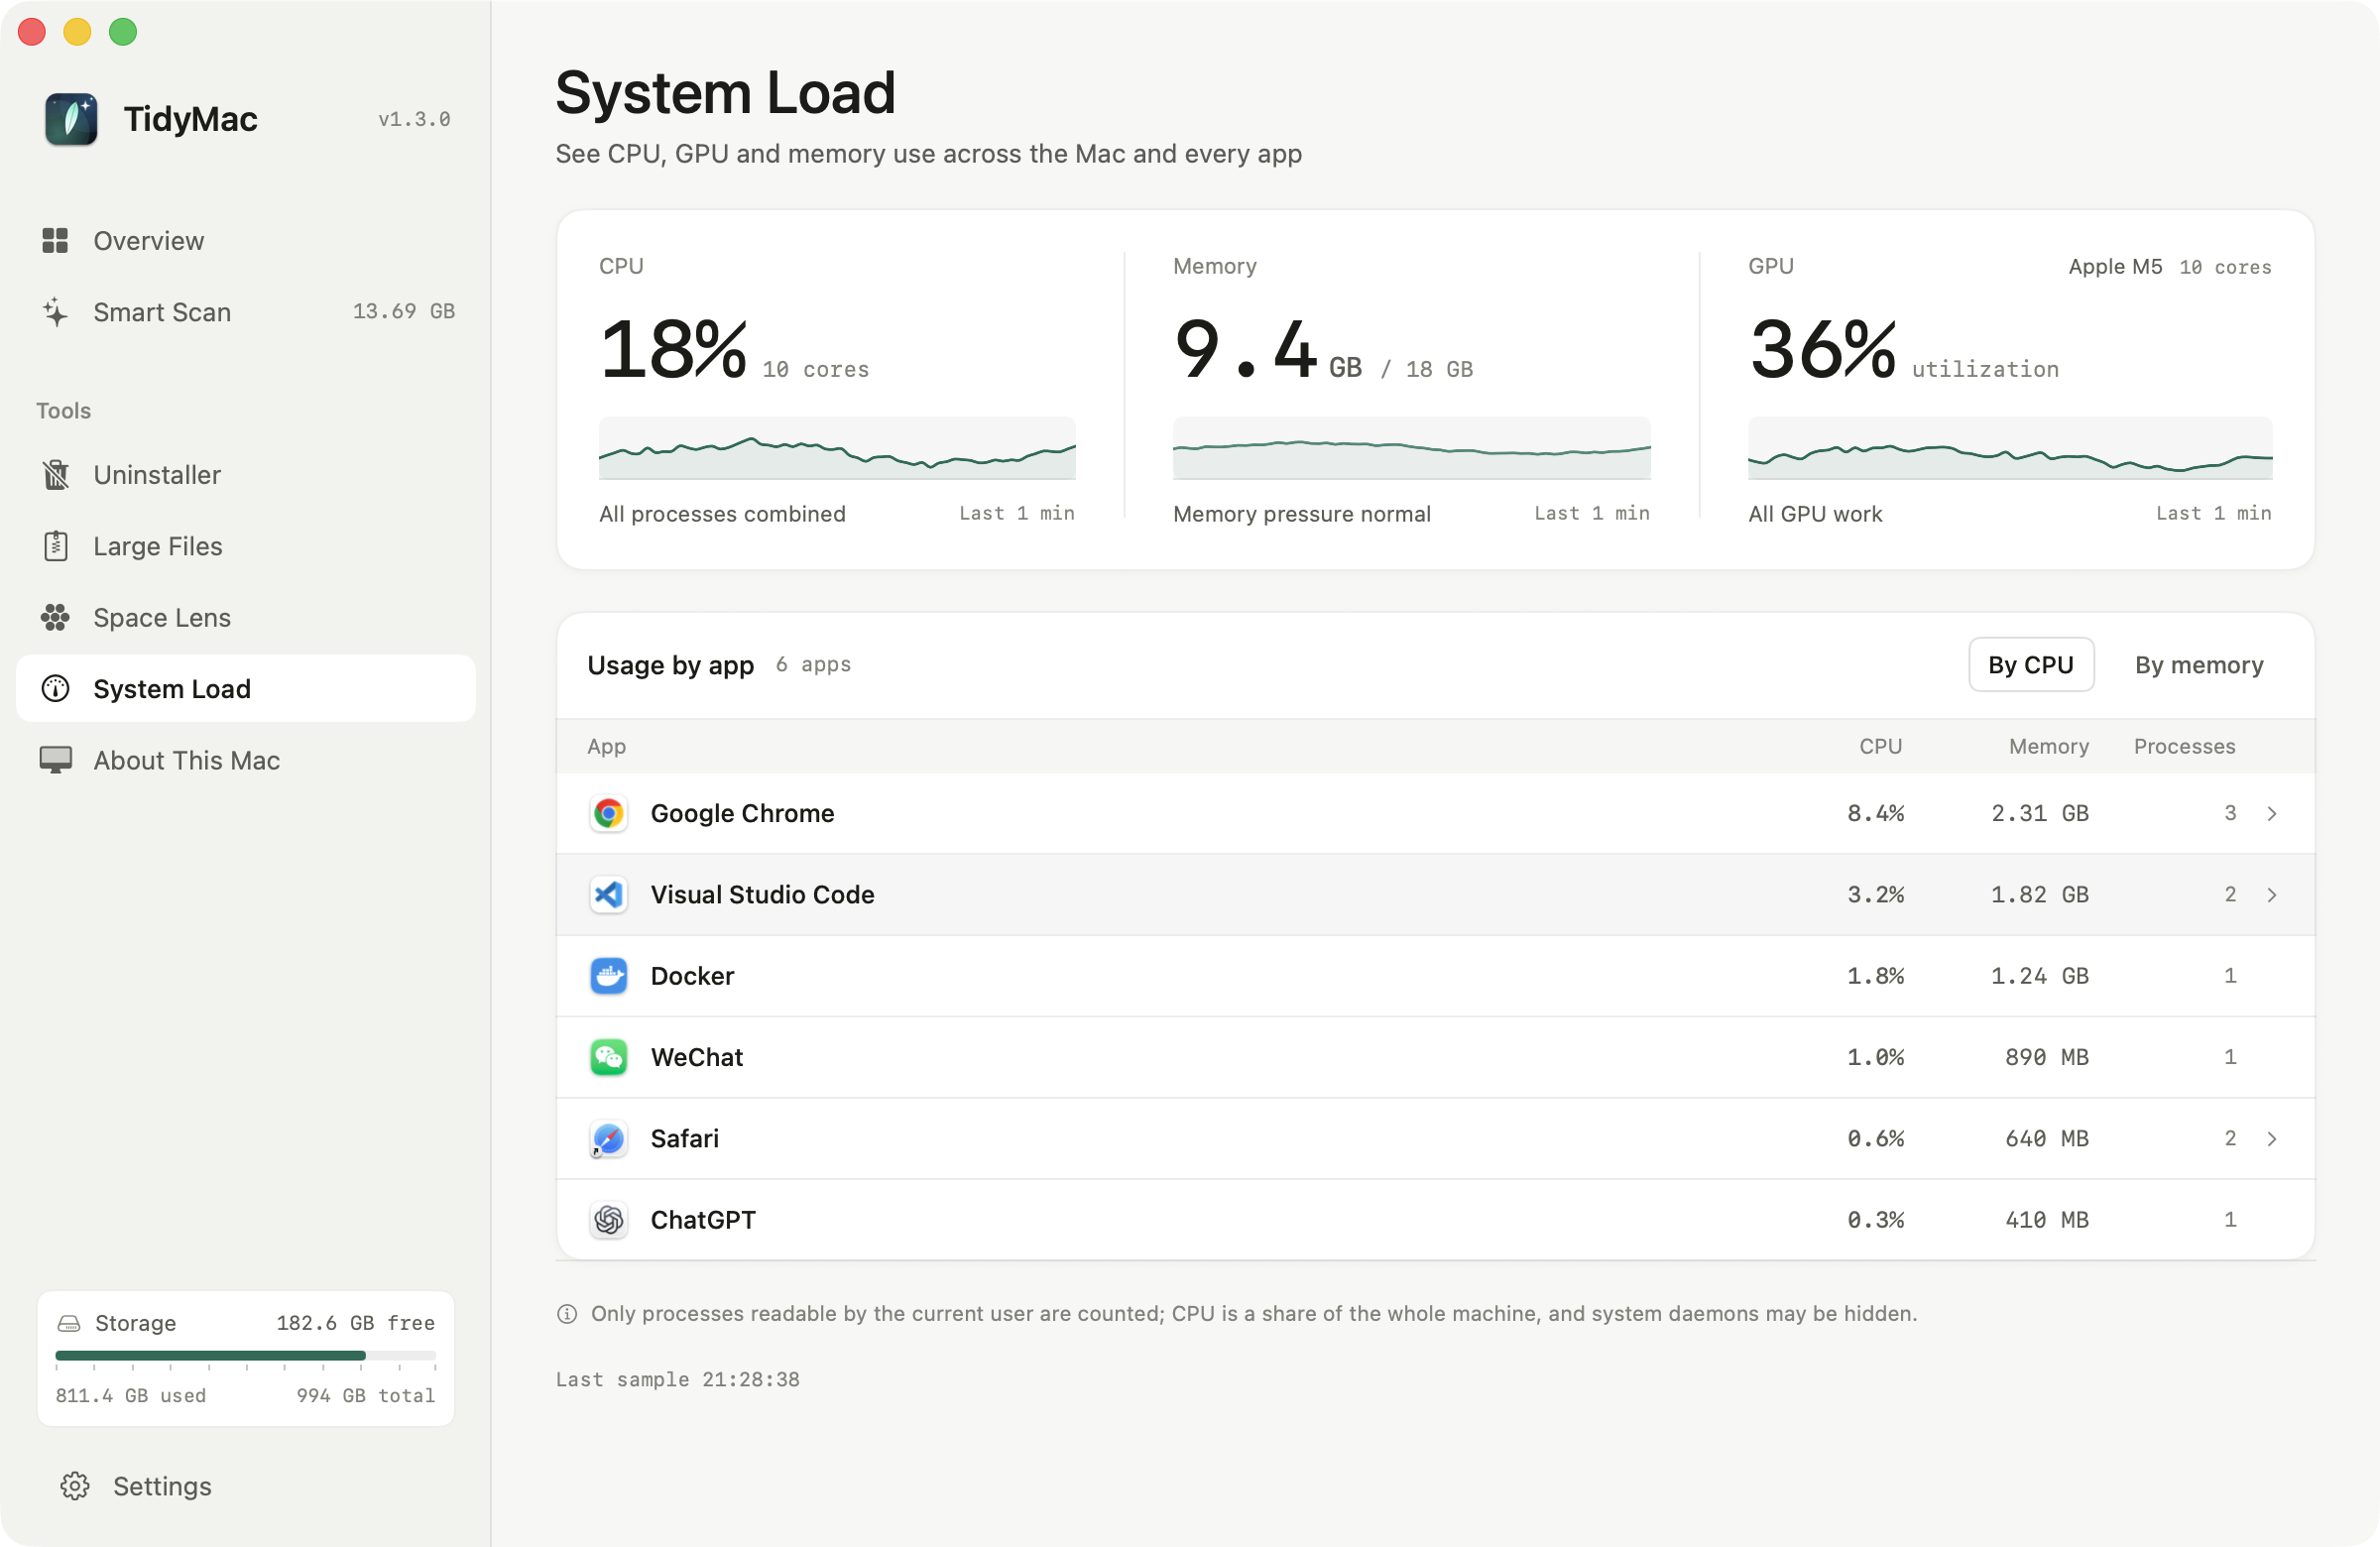 TidyMac v1.3.0
Overview
Smart Scan 13.69 GB
Tools
Uninstaller
Large Files
Space Lens
System Load
About This Mac
Storage 182.6 GB free
811.4 GB used 994 GB total
Settings
System Load
See CPU, GPU and memory use across the Mac and every app
CPU
18% 10 cores
All processes combined Last 1 min
Memory
9.4 GB / 18 GB
Memory pressure normal Last 1 min
GPU Apple M5 10 cores
36% utilization
All GPU work Last 1 min
Usage by app 6 apps By CPU By memory
App CPU Memory Processes
Google Chrome 8.4% 2.31 GB 3
Visual Studio Code 3.2% 1.82 GB 2
Docker 1.8% 1.24 GB 1
WeChat 1.0% 890 MB 1
Safari 0.6% 640 MB 2
ChatGPT 0.3% 410 MB 1
Only processes readable by the current user are counted; CPU is a share of the whole machine, and system daemons may be hidden.
Last sample 21:28:38